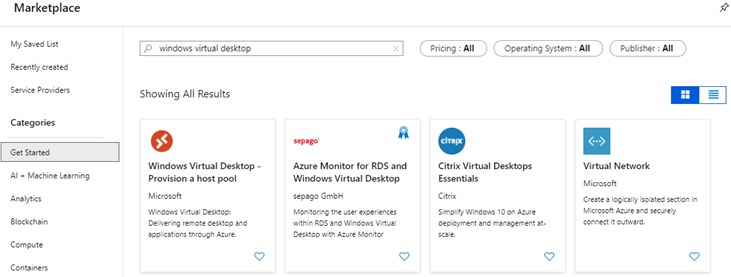 Marketplace
My Saved List
Recently created
Service Providers
Categories
Get Started
AI + Machine Learning
Analytics
Blockchain
Compute
Containers
windows virtual desktop
Pricing : All
Operating System : All
Publisher : All
Showing All Results
Windows Virtual Desktop -
Provision a host pool
Microsoft
Windows Virtual Desktop:
Delivering remote desktop and
applications through Azure.
sepago
Azure Monitor for RDS and
Windows Virtual Desktop
sepago GmbH
Monitoring the user experiences
within RDS and Windows Virtual
Desktop with Azure Monitor
CİTRIX
Citrix Virtual Desktops
Essentials
Citrix
Simplify Windows 10 on Azure
deployment and management at-
scale.
Virtual Network
Microsoft
Create a logically isolated section in
Microsoft Azure and securely
connect it outward.